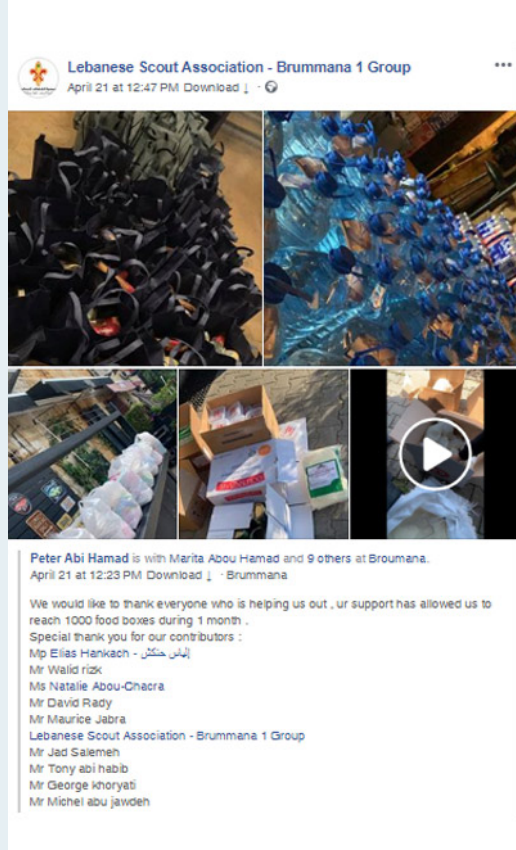 Lebanese Scout Association - Brummana 1 Group
April 21 at 12:47 PM Download ↓ ·
Peter Abi Hamad is with Marita Abou Hamad and 9 others at Broumana.
April 21 at 12:23 PM Download ↓ · Brummana
We would like to thank everyone who is helping us out , ur support has allowed us to
reach 1000 food boxes during 1 month .
Special thank you for our contributors :
Mp Elias Hankach - إلياس حنكش
Mr Walid rizk
Ms Natalie Abou-Chacra
Mr David Rady
Mr Maurice Jabra
Lebanese Scout Association - Brummana 1 Group
Mr Jad Salemeh
Mr Tony abi habib
Mr George khoryati
Mr Michel abu jawdeh